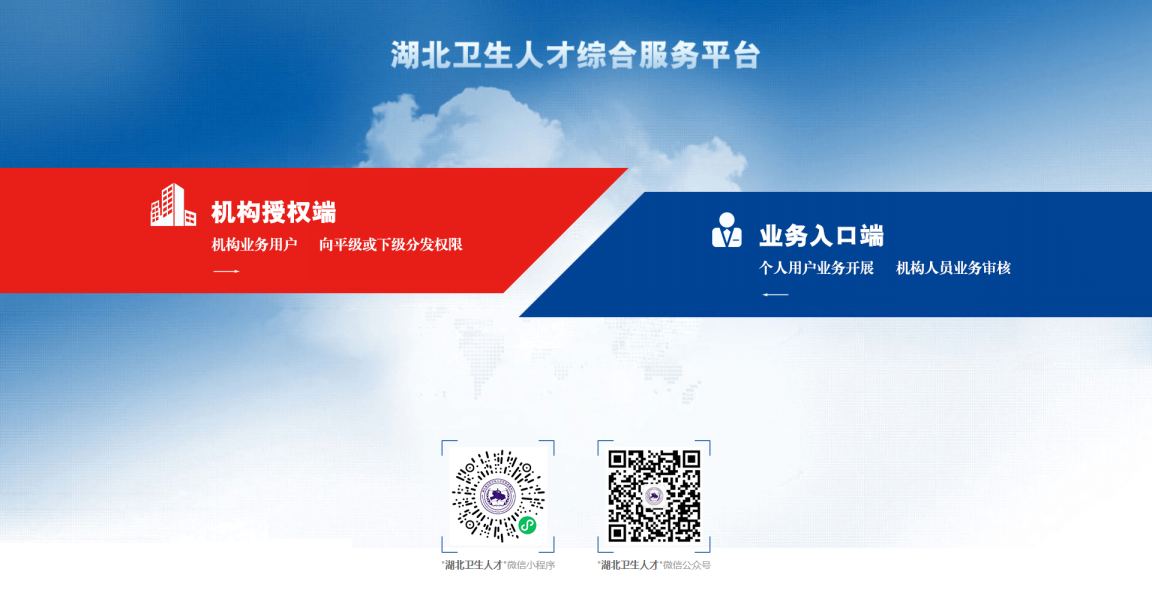 湖北卫生人才综合服务平台
机构授权端
机构业务用户 向平级或下级分发权限
业务入口端
个人用户业务开展 机构人员业务审核
"湖北卫生人才"微信小程序
"湖北卫生人才"微信公众号